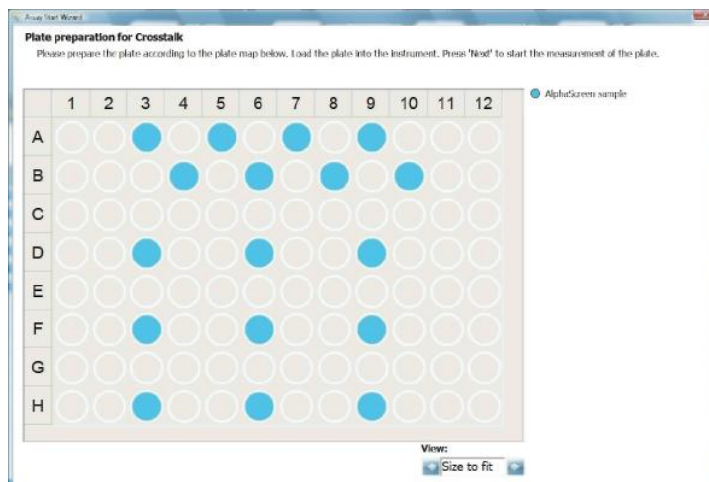 Assay Start Wizard
Plate preparation for Crosstalk
Please prepare the plate according to the plate map below. Load the plate into the instrument. Press 'Next' to start the measurement of the plate.
1 2 3 4 5 6 7 8 9 10 11 12
AlphaScreen sample
A
B
C
D
E
F
G
H
View:
Size to fit